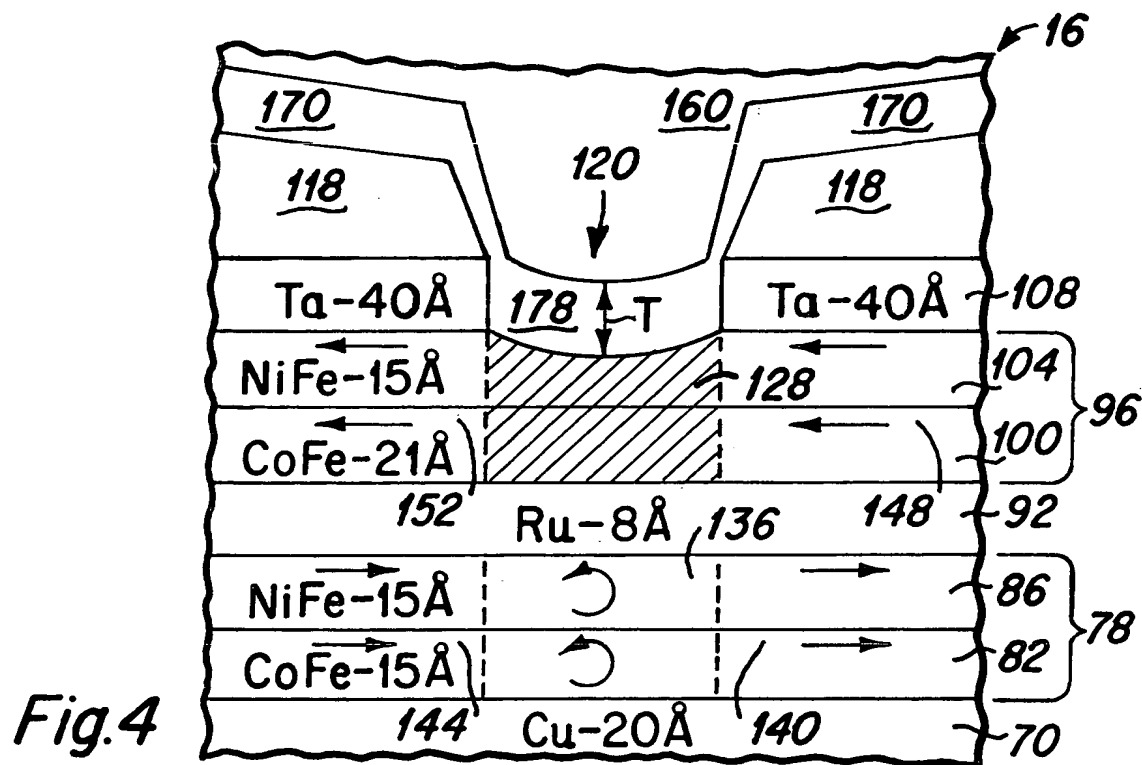 16
170 160 170
120
118 118
Ta-40Å 178 T Ta-40Å 108
NiFe-15Å 128 104
96
CoFe-21Å 100
152 Ru-8Å 136 148 92
NiFe-15Å 86
78
CoFe-15Å 82
Fig.4 144 Cu-20Å 140 70